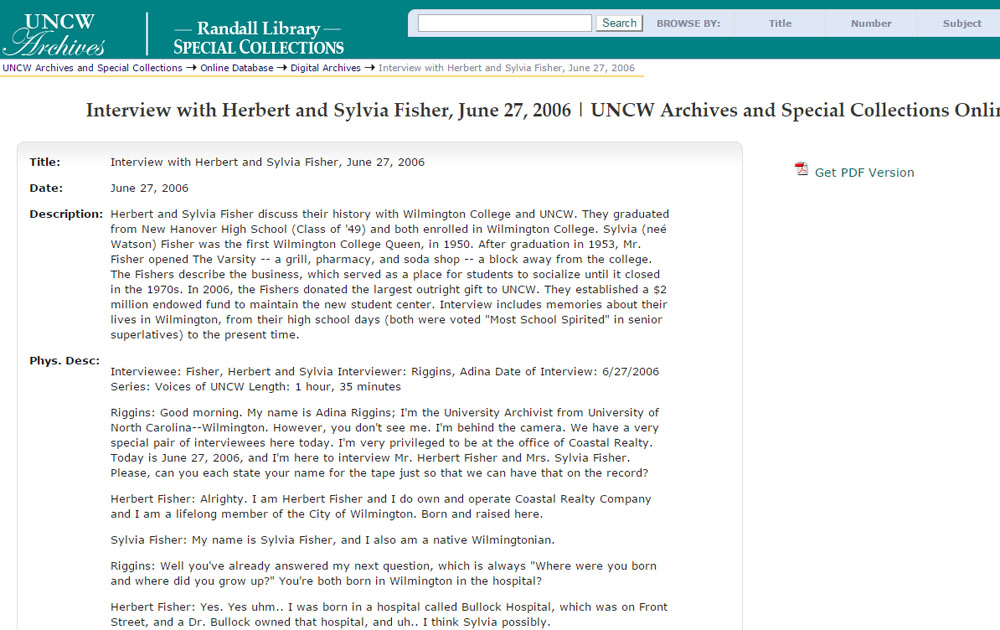 UNCW
Archives
Randall Library
SPECIAL COLLECTIONS
Search
BROWSE BY:
Title
Number
Subject
UNCW Archives and Special Collections → Online Database → Digital Archives → Interview with Herbert and Sylvia Fisher, June 27, 2006
Interview with Herbert and Sylvia Fisher, June 27, 2006 | UNCW Archives and Special Collections Onlin
Get PDF Version
Title: Interview with Herbert and Sylvia Fisher, June 27, 2006
Date: June 27, 2006
Description: Herbert and Sylvia Fisher discuss their history with Wilmington College and UNCW. They graduated
from New Hanover High School (Class of '49) and both enrolled in Wilmington College. Sylvia (neé
Watson) Fisher was the first Wilmington College Queen, in 1950. After graduation in 1953, Mr.
Fisher opened The Varsity -- a grill, pharmacy, and soda shop -- a block away from the college.
The Fishers describe the business, which served as a place for students to socialize until it closed
in the 1970s. In 2006, the Fishers donated the largest outright gift to UNCW. They established a $2
million endowed fund to maintain the new student center. Interview includes memories about their
lives in Wilmington, from their high school days (both were voted "Most School Spirited" in senior
superlatives) to the present time.
Phys. Desc:
Interviewee: Fisher, Herbert and Sylvia Interviewer: Riggins, Adina Date of Interview: 6/27/2006
Series: Voices of UNCW Length: 1 hour, 35 minutes
Riggins: Good morning. My name is Adina Riggins; I'm the University Archivist from University of
North Carolina--Wilmington. However, you don't see me. I'm behind the camera. We have a very
special pair of interviewees here today. I'm very privileged to be at the office of Coastal Realty.
Today is June 27, 2006, and I'm here to interview Mr. Herbert Fisher and Mrs. Sylvia Fisher.
Please, can you each state your name for the tape just so that we can have that on the record?
Herbert Fisher: Alrighty. I am Herbert Fisher and I do own and operate Coastal Realty Company
and I am a lifelong member of the City of Wilmington. Born and raised here.
Sylvia Fisher: My name is Sylvia Fisher, and I also am a native Wilmingtonian.
Riggins: Well you've already answered my next question, which is always "Where were you born
and where did you grow up?" You're both born in Wilmington in the hospital?
Herbert Fisher: Yes. Yes uhm.. I was born in a hospital called Bullock Hospital, which was on Front
Street, and a Dr. Bullock owned that hospital, and uh.. I think Sylvia possibly.